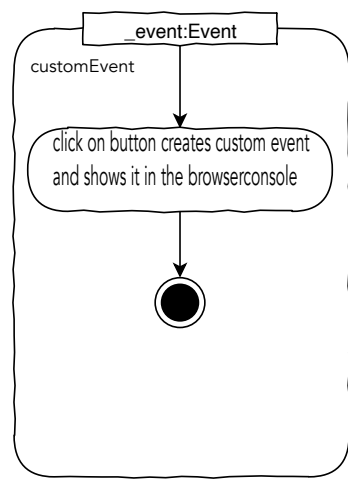 _event:Event
customEvent
click on button creates custom event
and shows it in the browserconsole